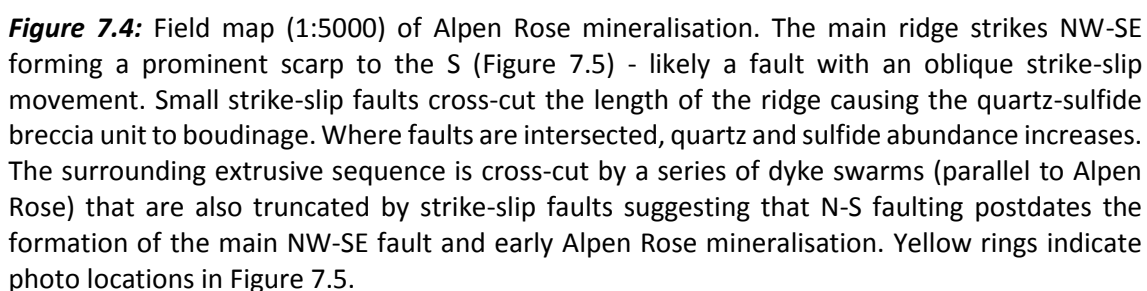 Figure 7.4: Field map (1:5000) of Alpen Rose mineralisation. The main ridge strikes NW-SE
forming a prominent scarp to the S (Figure 7.5) - likely a fault with an oblique strike-slip
movement. Small strike-slip faults cross-cut the length of the ridge causing the quartz-sulfide
breccia unit to boudinage. Where faults are intersected, quartz and sulfide abundance increases.
The surrounding extrusive sequence is cross-cut by a series of dyke swarms (parallel to Alpen
Rose) that are also truncated by strike-slip faults suggesting that N-S faulting postdates the
formation of the main NW-SE fault and early Alpen Rose mineralisation. Yellow rings indicate
photo locations in Figure 7.5.